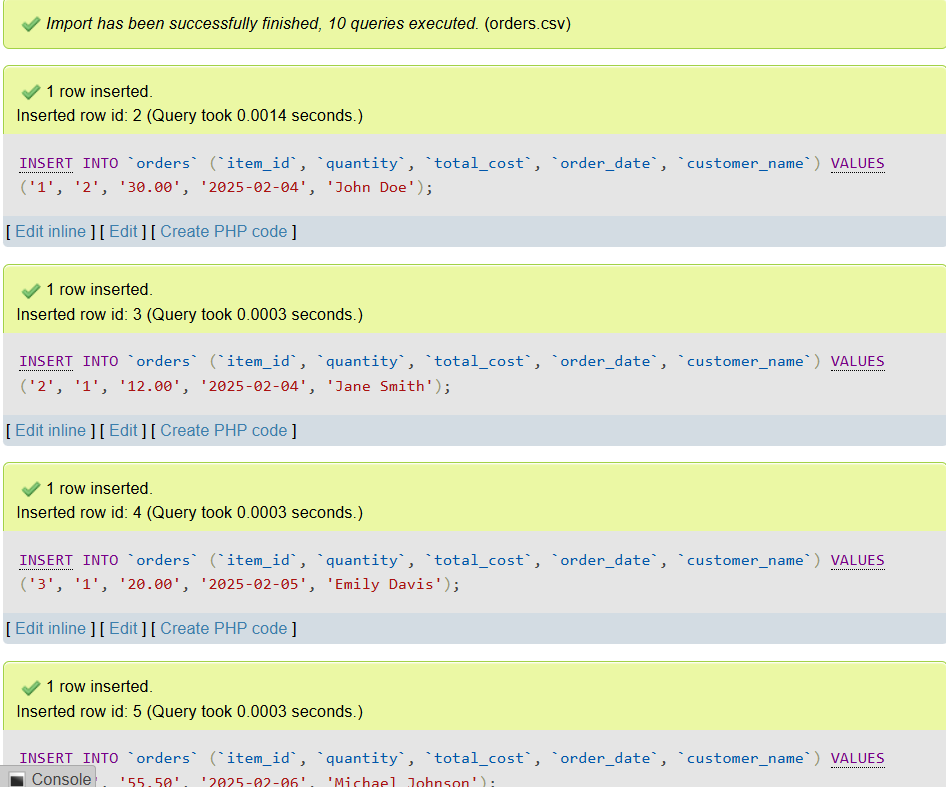 Import has been successfully finished, 10 queries executed. (orders.csv)
1 row inserted.
Inserted row id: 2 (Query took 0.0014 seconds.)
INSERT INTO `orders` (`item_id`, `quantity`, `total_cost`, `order_date`, `customer_name`) VALUES
('1', '2', '30.00', '2025-02-04', 'John Doe');
[ Edit inline ] [ Edit ] [ Create PHP code ]
1 row inserted.
Inserted row id: 3 (Query took 0.0003 seconds.)
INSERT INTO `orders` (`item_id`, `quantity`, `total_cost`, `order_date`, `customer_name`) VALUES
('2', '1', '12.00', '2025-02-04', 'Jane Smith');
[ Edit inline ] [ Edit ] [ Create PHP code ]
1 row inserted.
Inserted row id: 4 (Query took 0.0003 seconds.)
INSERT INTO `orders` (`item_id`, `quantity`, `total_cost`, `order_date`, `customer_name`) VALUES
('3', '1', '20.00', '2025-02-05', 'Emily Davis');
[ Edit inline ] [ Edit ] [ Create PHP code ]
1 row inserted.
Inserted row id: 5 (Query took 0.0003 seconds.)
INSERT INTO `orders` (`item_id`, `quantity`, `total_cost`, `order_date`, `customer_name`) VALUES
', '55.50', '2025-02-06', 'Michael Johnson');
Console